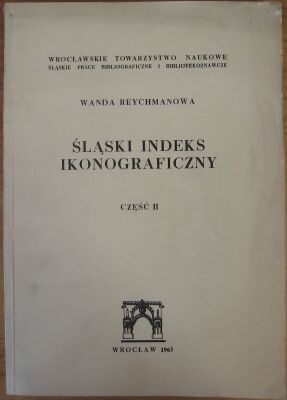 WROCŁAWSKIE TOWARZYSTWO NAUKOWE
ŚLĄSKIE PRACE BIBLIOGRAFICZNE I BIBLIOTEKOZNAWCZE
WANDA REYCHMANOWA
ŚLĄSKI INDEKS
IKONOGRAFICZNY
CZĘŚĆ II
WROCŁAW 1963